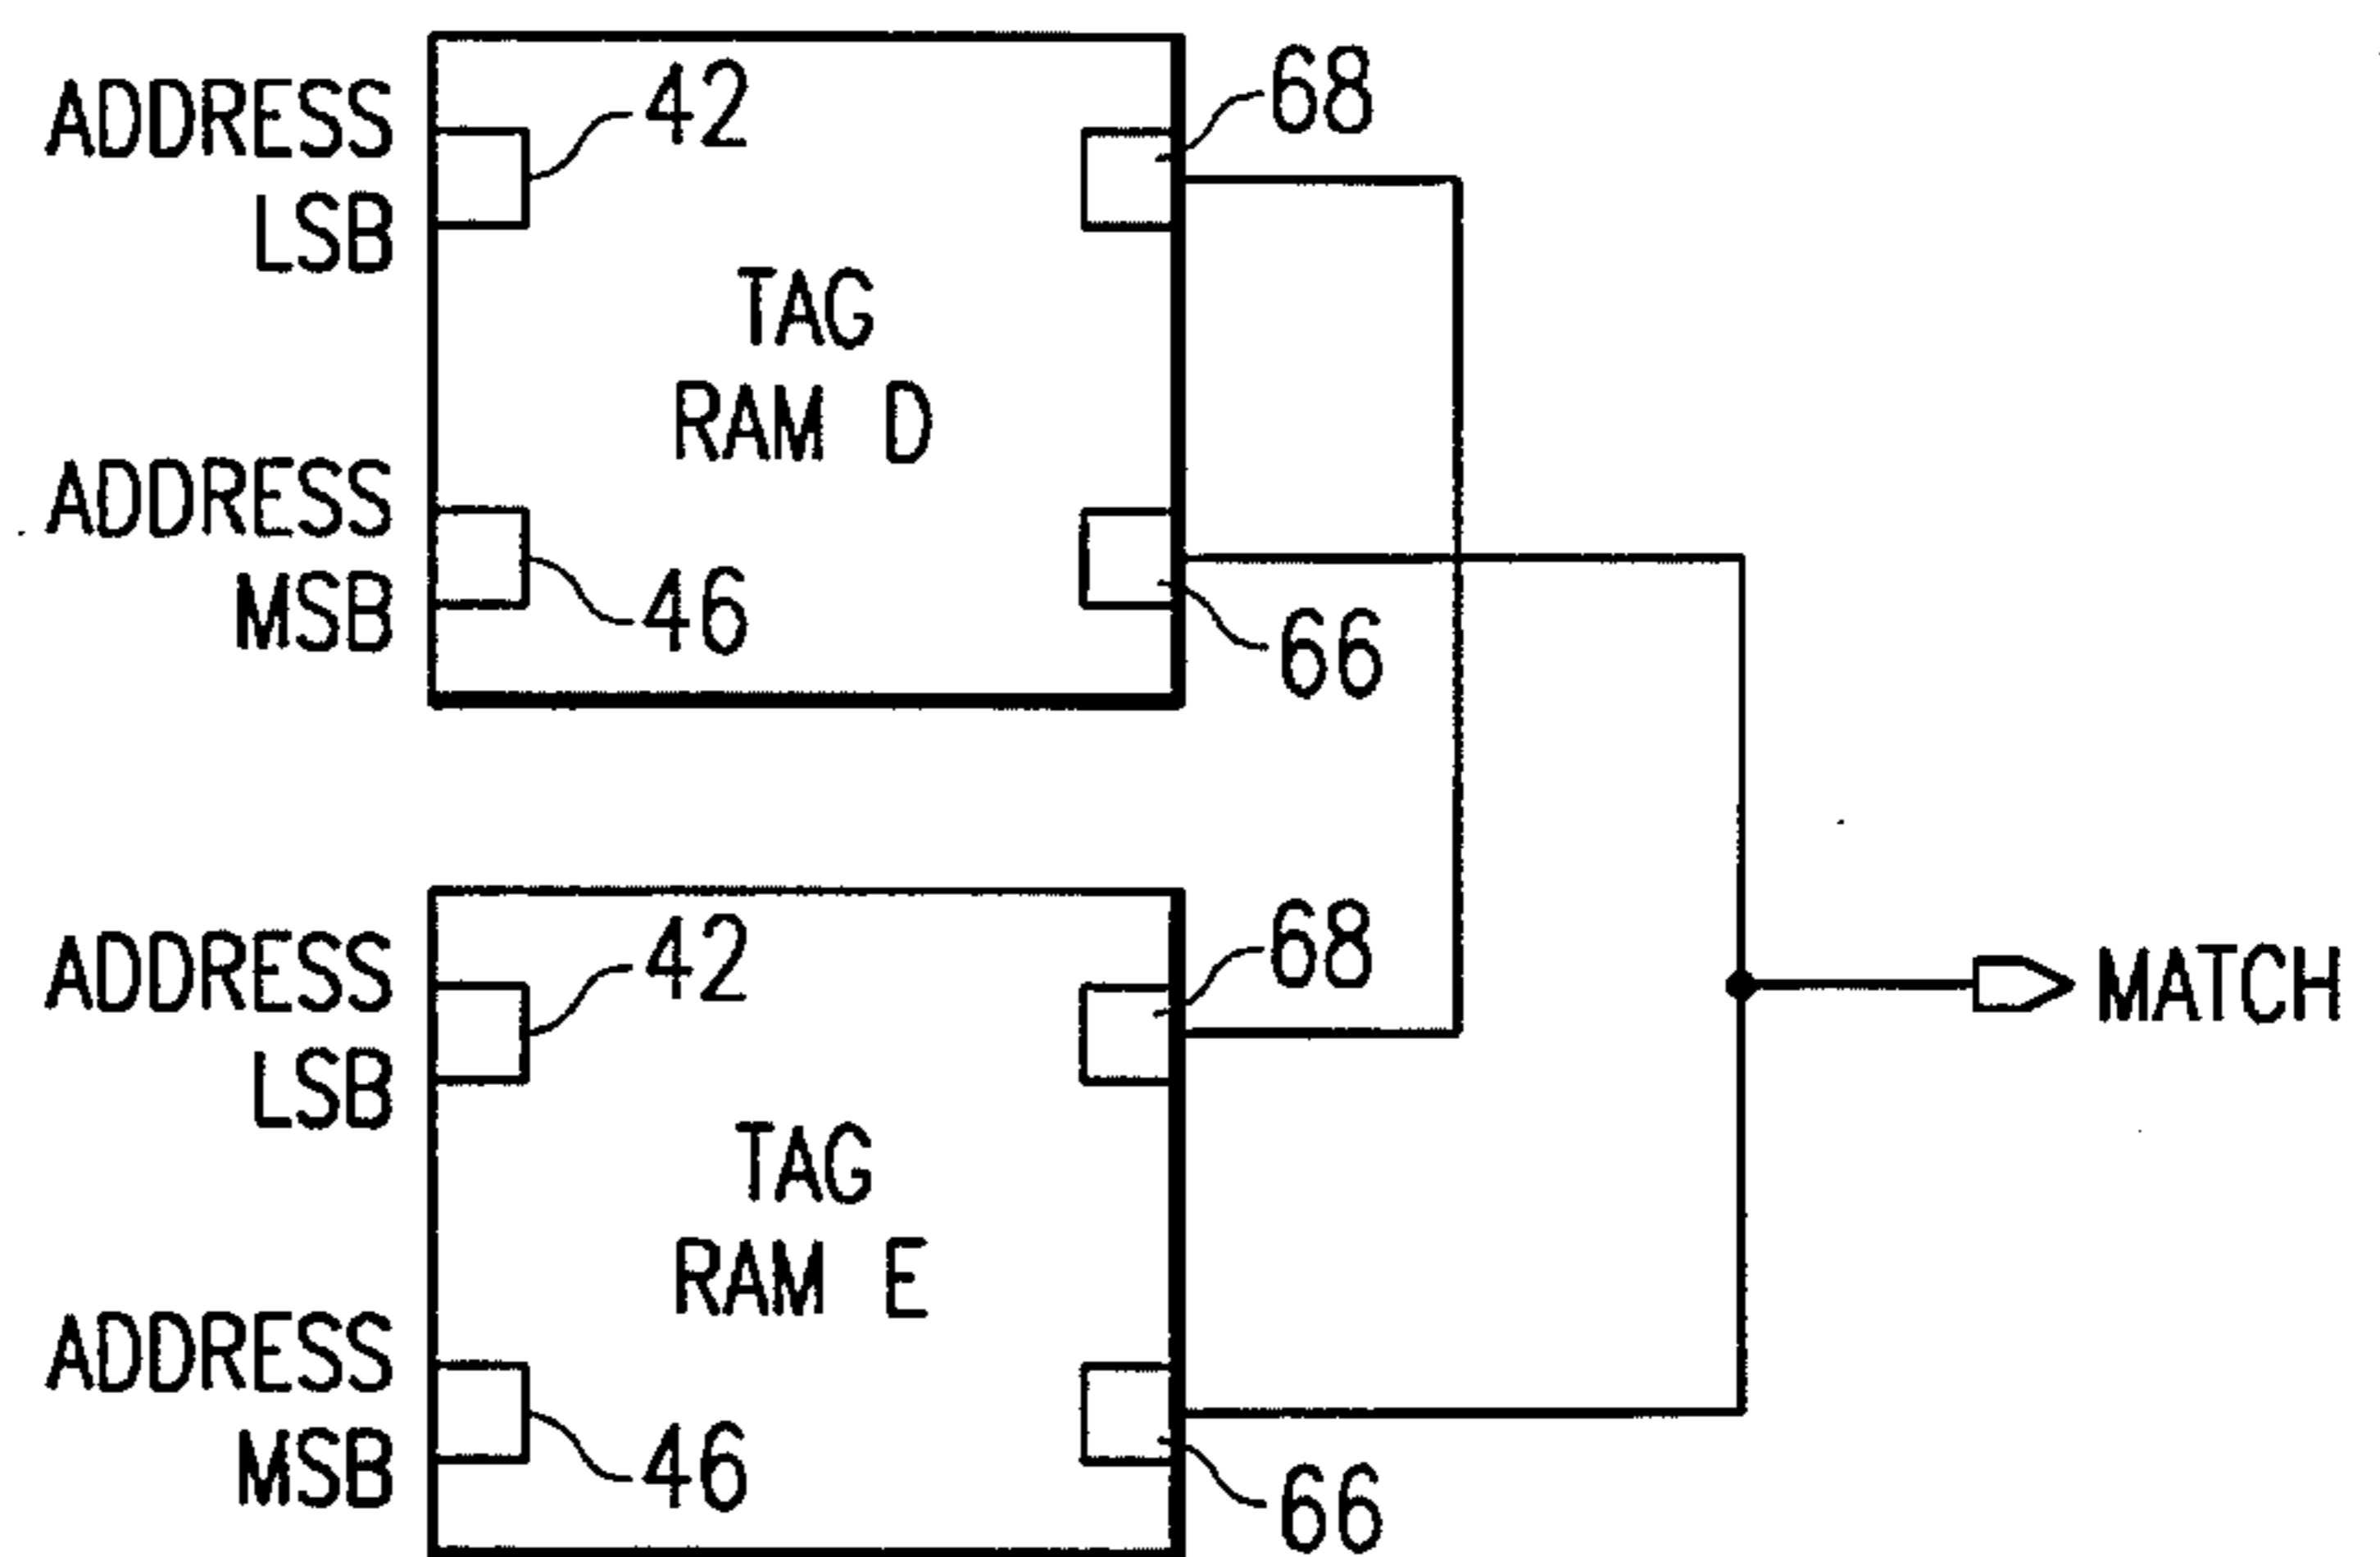 ADDRESS
LSB
42
68
TAG
RAM D
ADDRESS
MSB
46
66
ADDRESS
LSB
42
68
MATCH
TAG
RAM E
ADDRESS
MSB
46
66